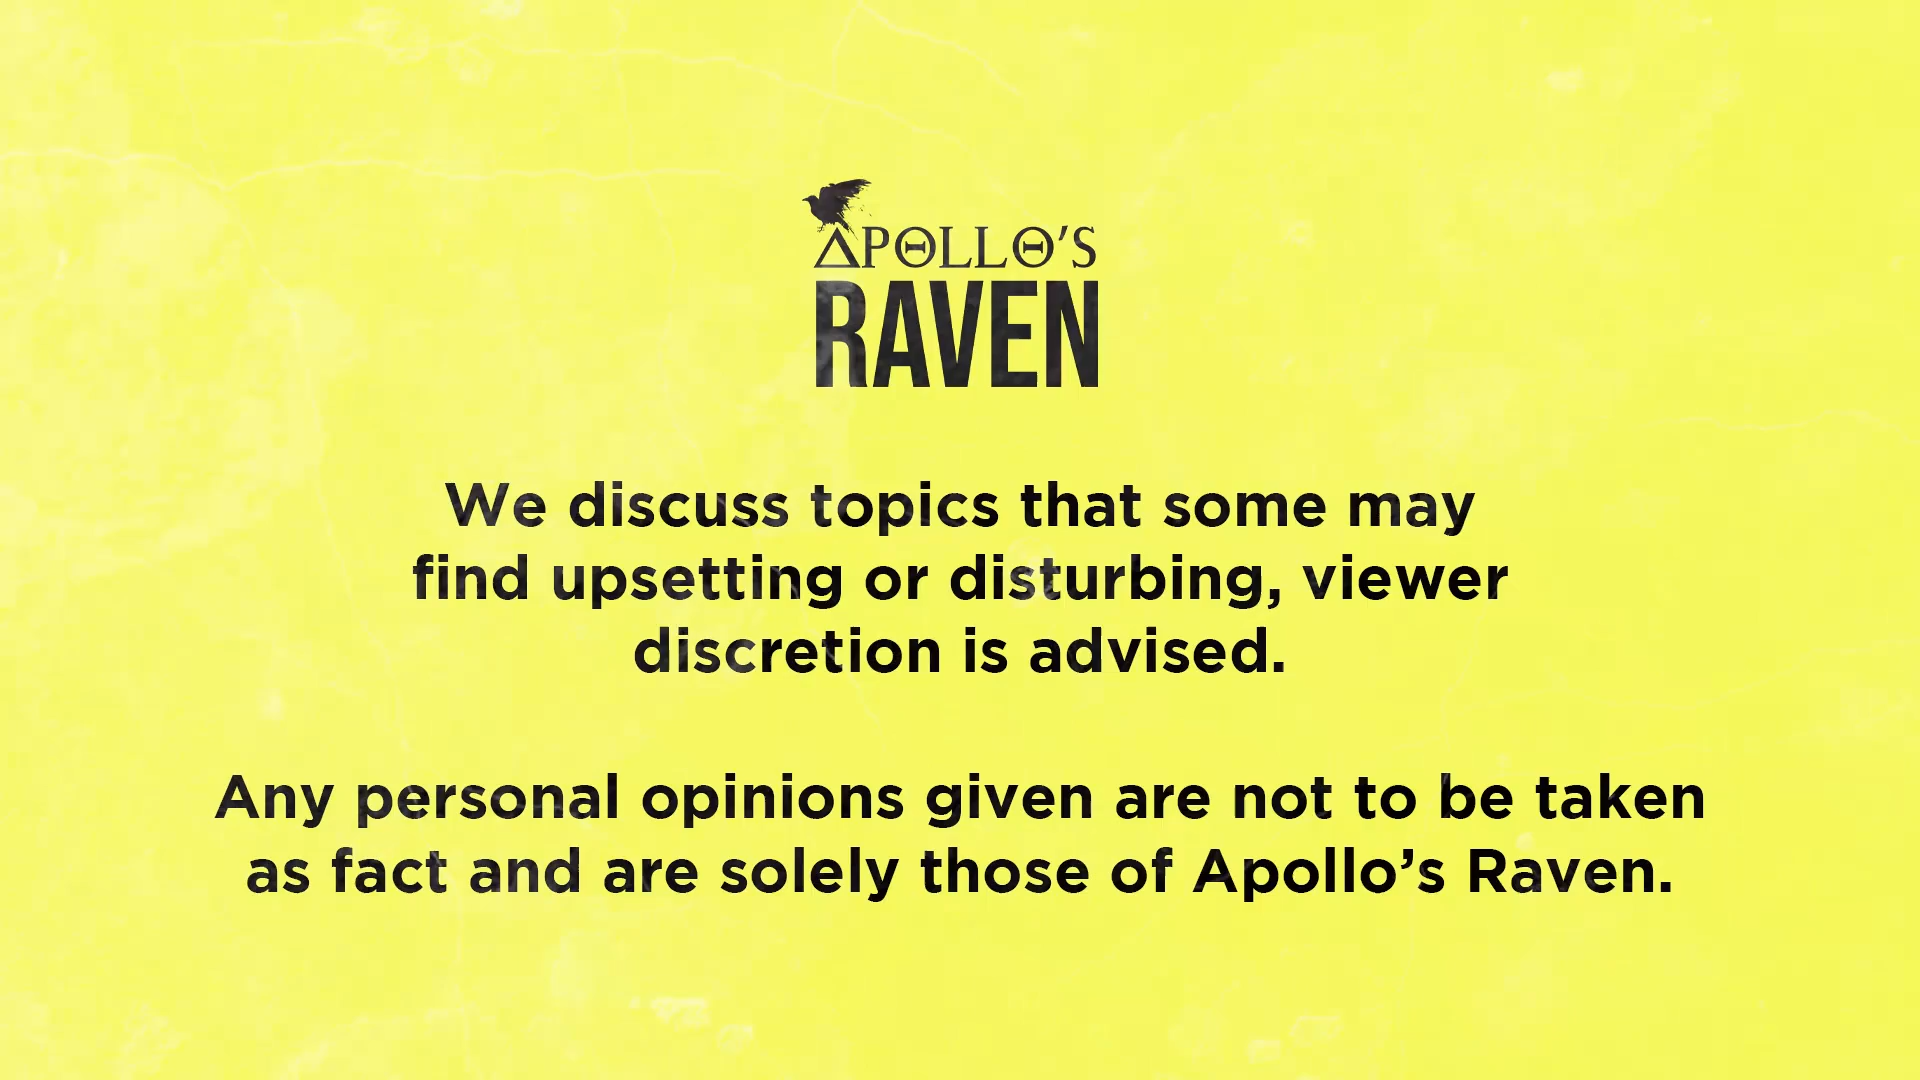 APOLLO'S
RAVEN
We discuss topics that some may
find upsetting or disturbing, viewer
discretion is advised.
Any personal opinions given are not to be taken
as fact and are solely those of Apollo’s Raven.